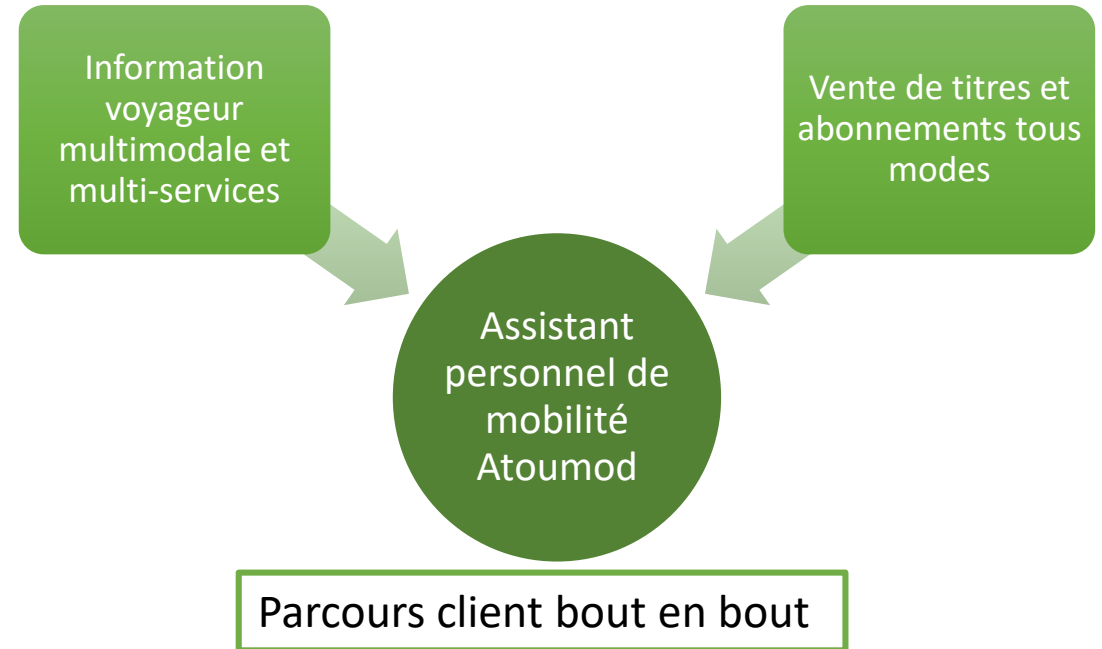 Information
voyageur
multimodale et
multi-services
Vente de titres et
abonnements tous
modes
Assistant
personnel de
mobilité
Atoumod
Parcours client bout en bout